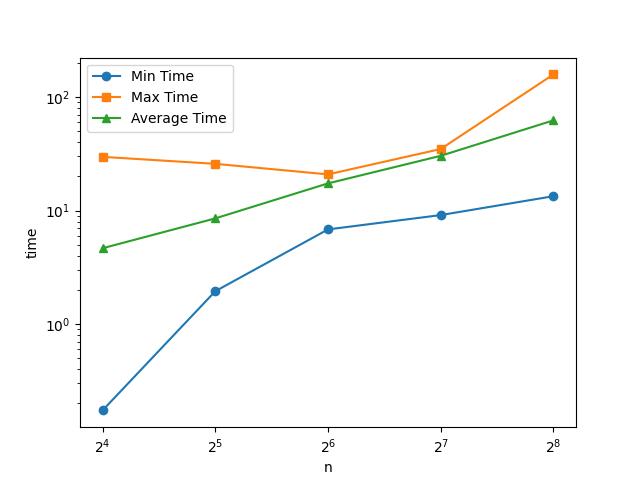 Min Time
Max Time
Average Time
10²
10¹
10⁰
time
2⁴ 2⁵ 2⁶ 2⁷ 2⁸
n